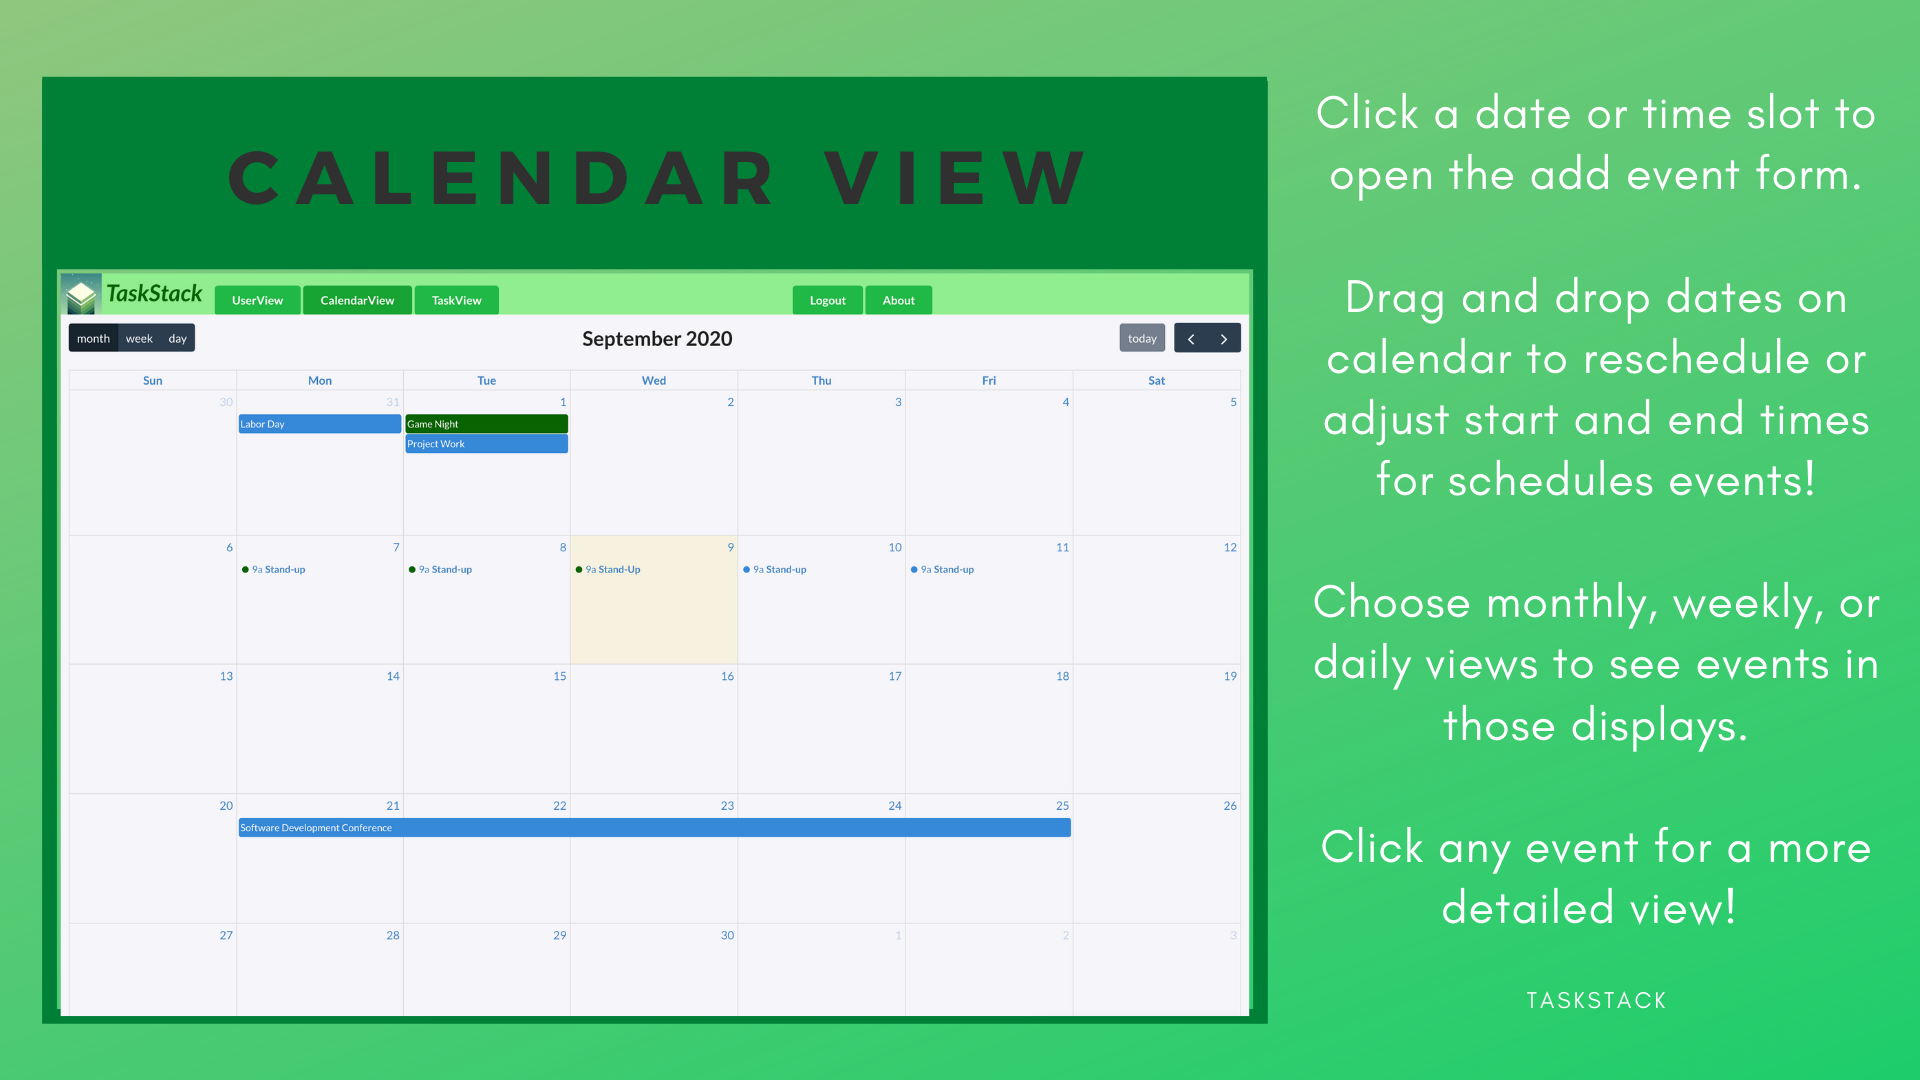 CALENDAR VIEW
TaskStack
UserView CalendarView TaskView Logout About
month week day September 2020 today
Sun Mon Tue Wed Thu Fri Sat
30 31 1 2 3 4 5
Labor Day Game Night
Project Work
6 7 8 9 10 11 12
9a Stand-up 9a Stand-up 9a Stand-Up 9a Stand-up 9a Stand-up
13 14 15 16 17 18 19
20 21 22 23 24 25 26
Software Development Conference
27 28 29 30 1 2 3
Click a date or time slot to
open the add event form.
Drag and drop dates on
calendar to reschedule or
adjust start and end times
for schedules events!
Choose monthly, weekly, or
daily views to see events in
those displays.
Click any event for a more
detailed view!
TASKSTACK